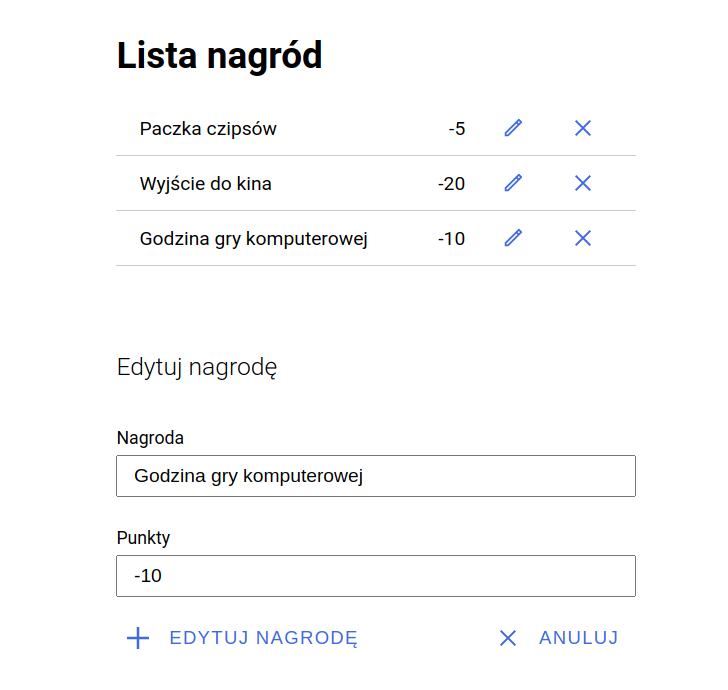 Lista nagród
Paczka czipsów -5
Wyjście do kina -20
Godzina gry komputerowej -10
Edytuj nagrodę
Nagroda
Godzina gry komputerowej
Punkty
-10
EDYTUJ NAGRODĘ ANULUJ